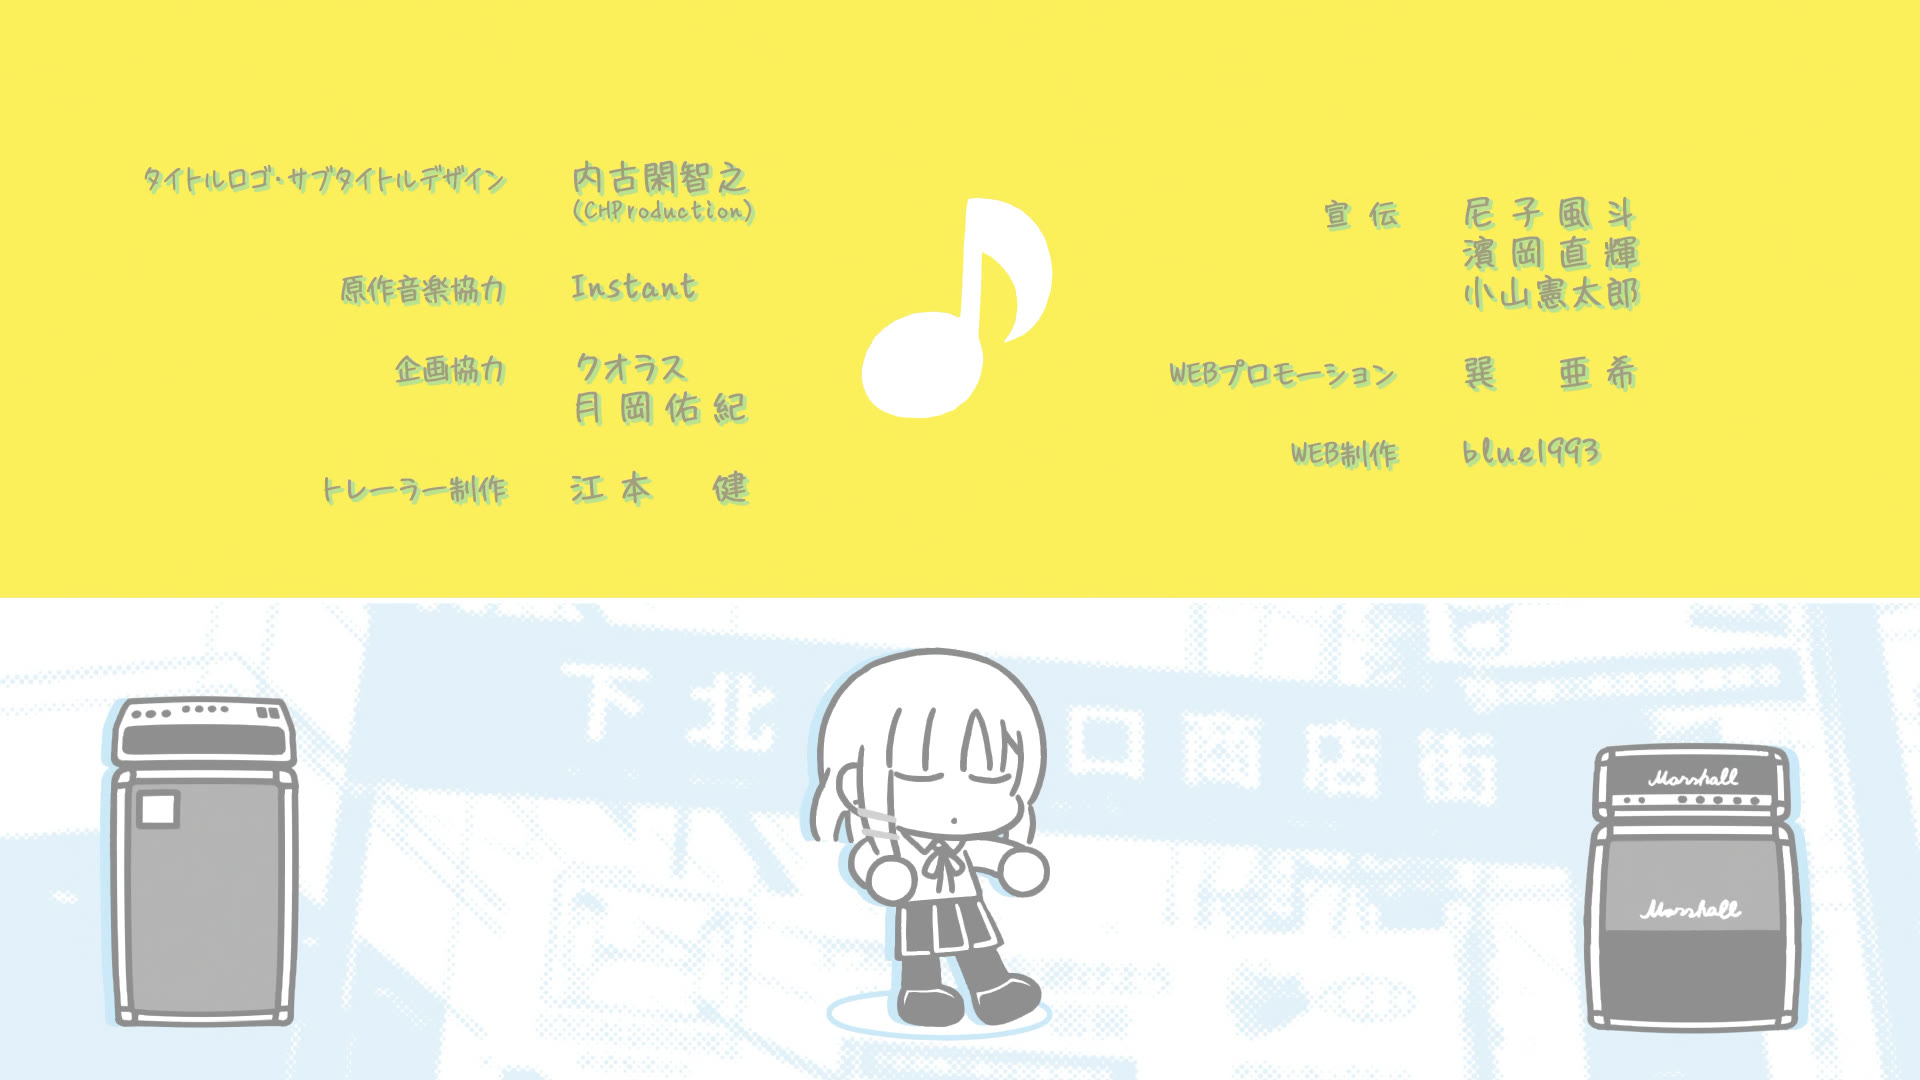 タイトルロゴ・サブタイトルデザイン 内古閑智之
(CHProduction)
原作音楽協力 Instant
企画協力 クオラス
月岡佑紀
トレーラー制作 江本 健
宣伝 尼子風斗
濱岡直輝
小山憲太郎
WEBプロモーション 巽 亜希
WEB制作 blue1993
下北 口商店街
Marshall
Marshall